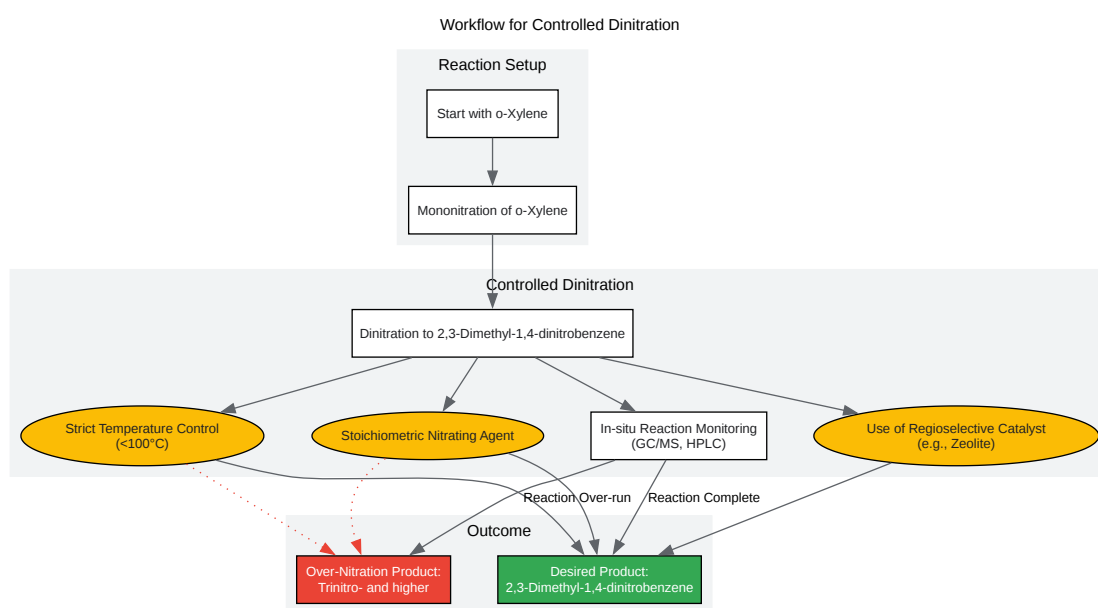 Workflow for Controlled Dinitration
Reaction Setup
Start with o-Xylene
Mononitration of o-Xylene
Controlled Dinitration
Dinitration to 2,3-Dimethyl-1,4-dinitrobenzene
Strict Temperature Control
(<100°C)
Stoichiometric Nitrating Agent
In-situ Reaction Monitoring
(GC/MS, HPLC)
Use of Regioselective Catalyst
(e.g., Zeolite)
Reaction Over-run
Reaction Complete
Outcome
Over-Nitration Product:
Trinitro- and higher
Desired Product:
2,3-Dimethyl-1,4-dinitrobenzene